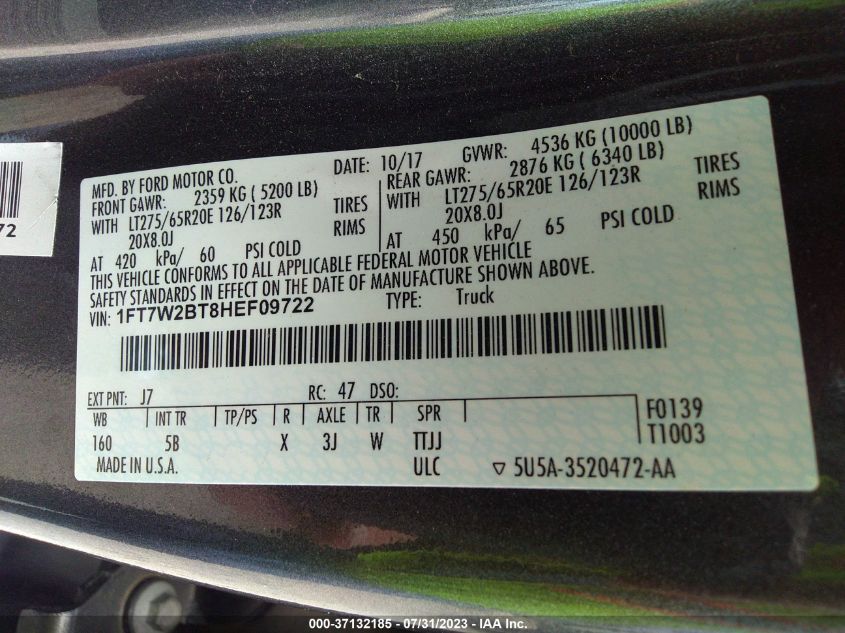 MFD. BY FORD MOTOR CO. DATE: 10/17 GVWR: 4536 KG (10000 LB)
FRONT GAWR: 2359 KG ( 5200 LB) REAR GAWR: 2876 KG ( 6340 LB)
WITH LT275/65R20E 126/123R TIRES WITH LT275/65R20E 126/123R TIRES
20X8.0J RIMS 20X8.0J RIMS
AT 420 kPa/ 60 PSI COLD AT 450 kPa/ 65 PSI COLD
THIS VEHICLE CONFORMS TO ALL APPLICABLE FEDERAL MOTOR VEHICLE
SAFETY STANDARDS IN EFFECT ON THE DATE OF MANUFACTURE SHOWN ABOVE.
VIN: 1FT7W2BT8HEF09722 TYPE: Truck
EXT PNT: J7 RC: 47 DSO:
WB INT TR TP/PS R AXLE TR SPR F0139
160 5B X 3J W TTJJ T1003
MADE IN U.S.A. ULC ▽ 5U5A-3520472-AA
72
000-37132185 - 07/31/2023 - © IAA Inc.